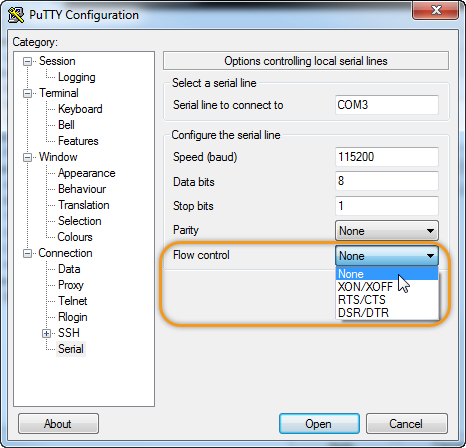 PuTTY Configuration
Category:
Session
Logging
Terminal
Keyboard
Bell
Features
Window
Appearance
Behaviour
Translation
Selection
Colours
Connection
Data
Proxy
Telnet
Rlogin
SSH
Serial
Options controlling local serial lines
Select a serial line
Serial line to connect to COM3
Configure the serial line
Speed (baud) 115200
Data bits 8
Stop bits 1
Parity None
Flow control None
None
XON/XOFF
RTS/CTS
DSR/DTR
About Open Cancel